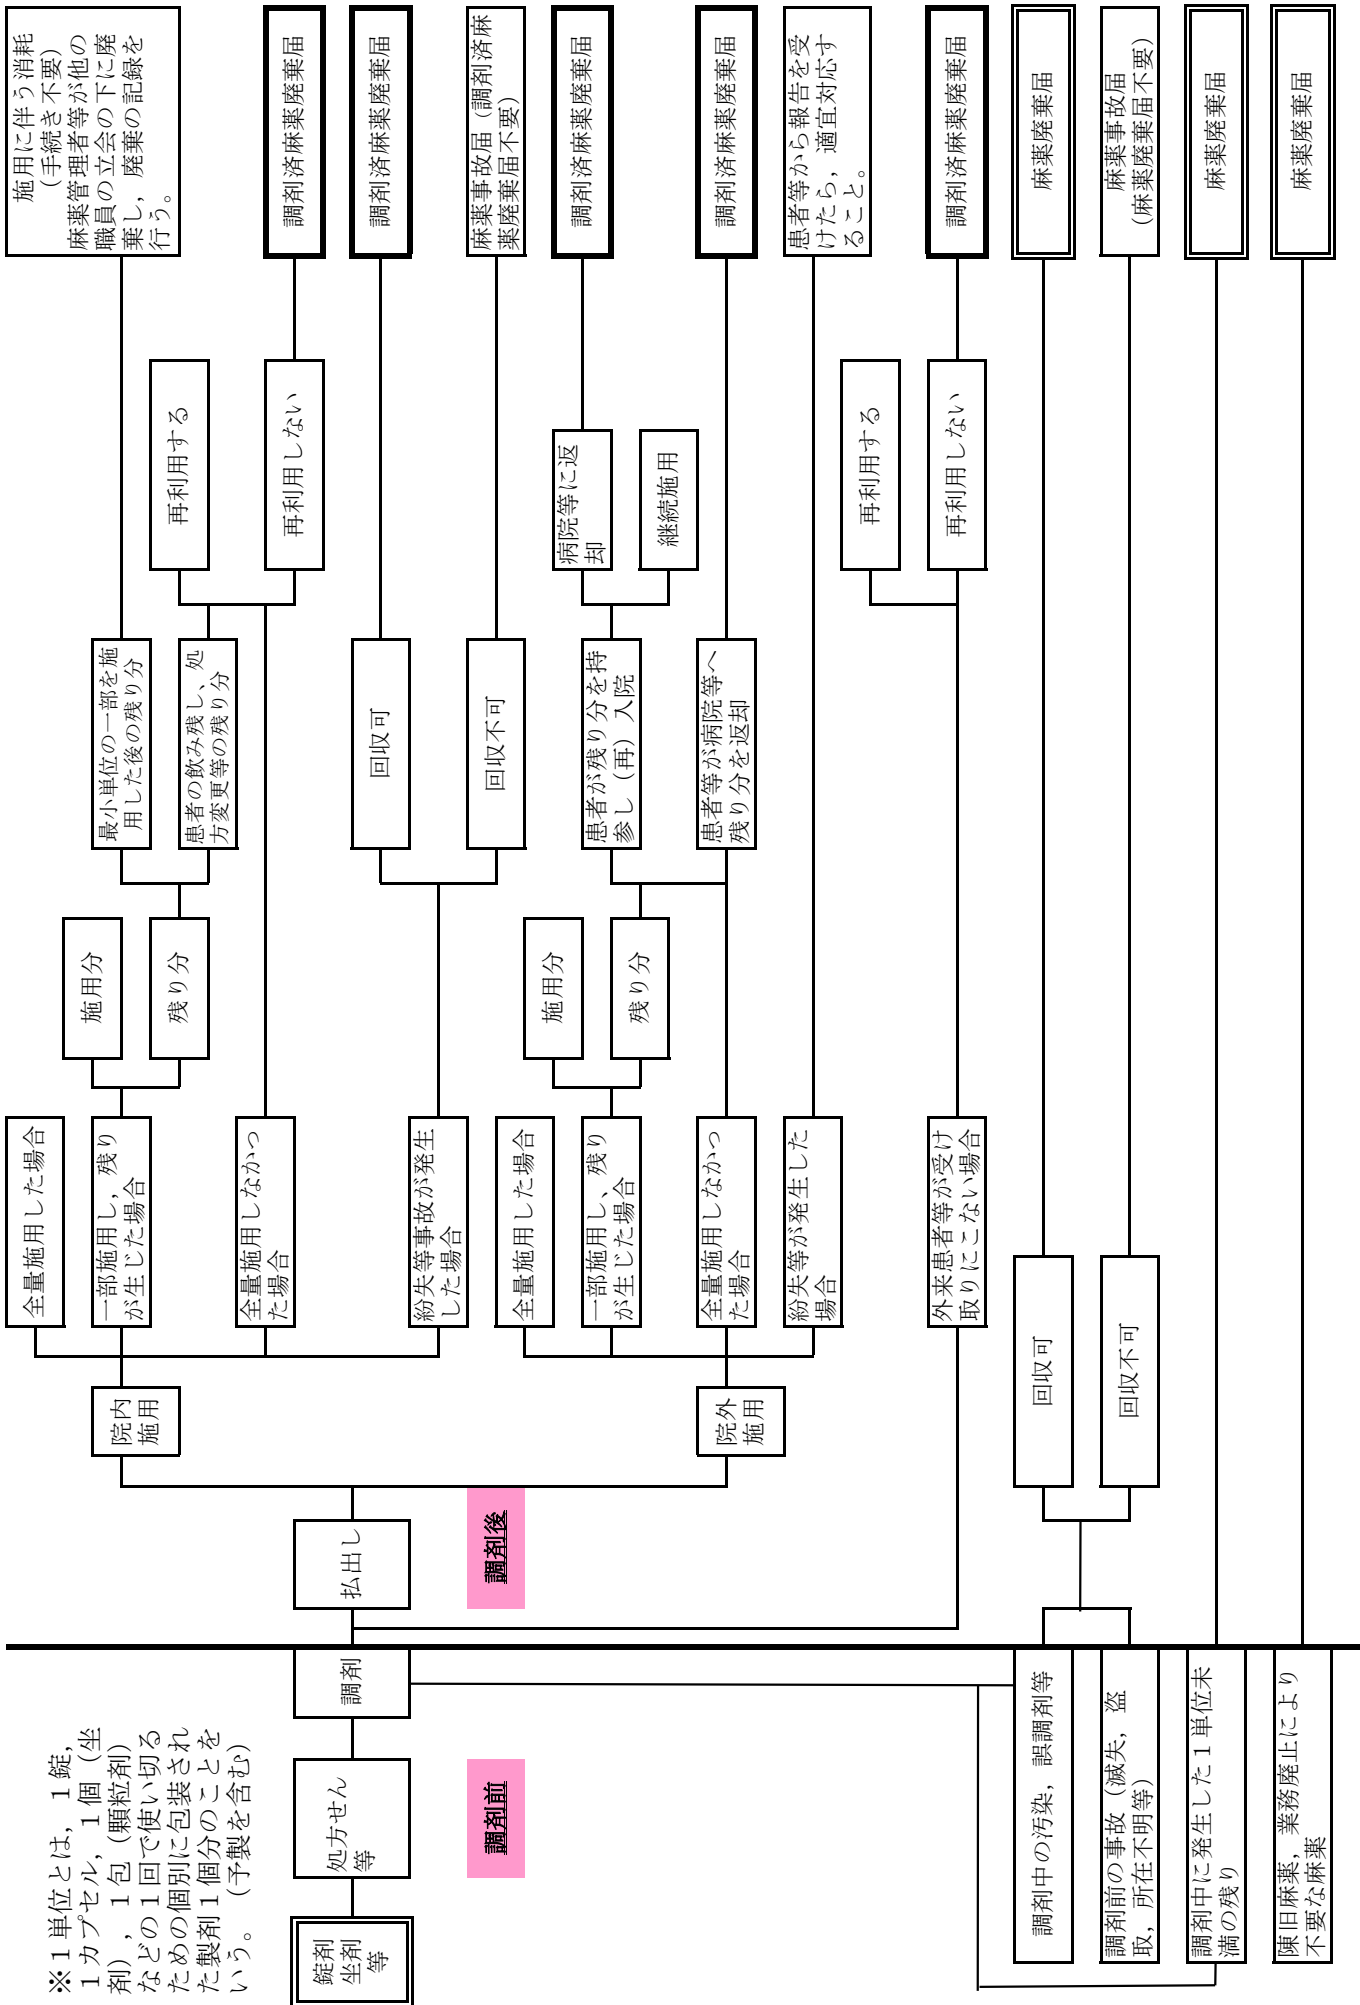 ※１単位とは，１錠，
１カプセル，１個（坐
剤），１包（顆粒剤）
などの１回で使い切る
ための個別に包装され
た製剤１個分のことを
いう。（予製を含む）
錠剤
坐剤
等
処方せん
等
調剤
払出し
調剤前
調剤後
院内
施用
全量施用した場合
一部施用し，残り
が生じた場合
施用分
残り分
最小単位の一部を施
用した後の残り分
施用に伴う消耗
（手続き不要）
麻薬管理者等が他の
職員の立会の下に廃
棄し，廃棄の記録を
行う。
患者の飲み残し、処
方変更等の残り分
再利用する
再利用しない
調剤済麻薬廃棄届
全量施用しなかっ
た場合
紛失等事故が発生
した場合
回収可
調剤済麻薬廃棄届
回収不可
麻薬事故届（調剤済麻
薬廃棄届不要）
院外
施用
全量施用した場合
一部施用し、残り
が生じた場合
施用分
残り分
患者が残り分を持
参し（再）入院
病院等に返
却
調剤済麻薬廃棄届
継続施用
患者等が病院等へ
残り分を返却
調剤済麻薬廃棄届
全量施用しなかっ
た場合
紛失等が発生した
場合
患者等から報告を受
けたら，適宜対応す
ること。
外来患者等が受け
取りにこない場合
再利用する
再利用しない
調剤済麻薬廃棄届
調剤中の汚染，誤調剤等
回収可
麻薬廃棄届
調剤前の事故（滅失，盗
取，所在不明等）
回収不可
麻薬事故届
（麻薬廃棄届不要）
調剤中に発生した１単位未
満の残り
麻薬廃棄届
陳旧麻薬，業務廃止により
不要な麻薬
麻薬廃棄届